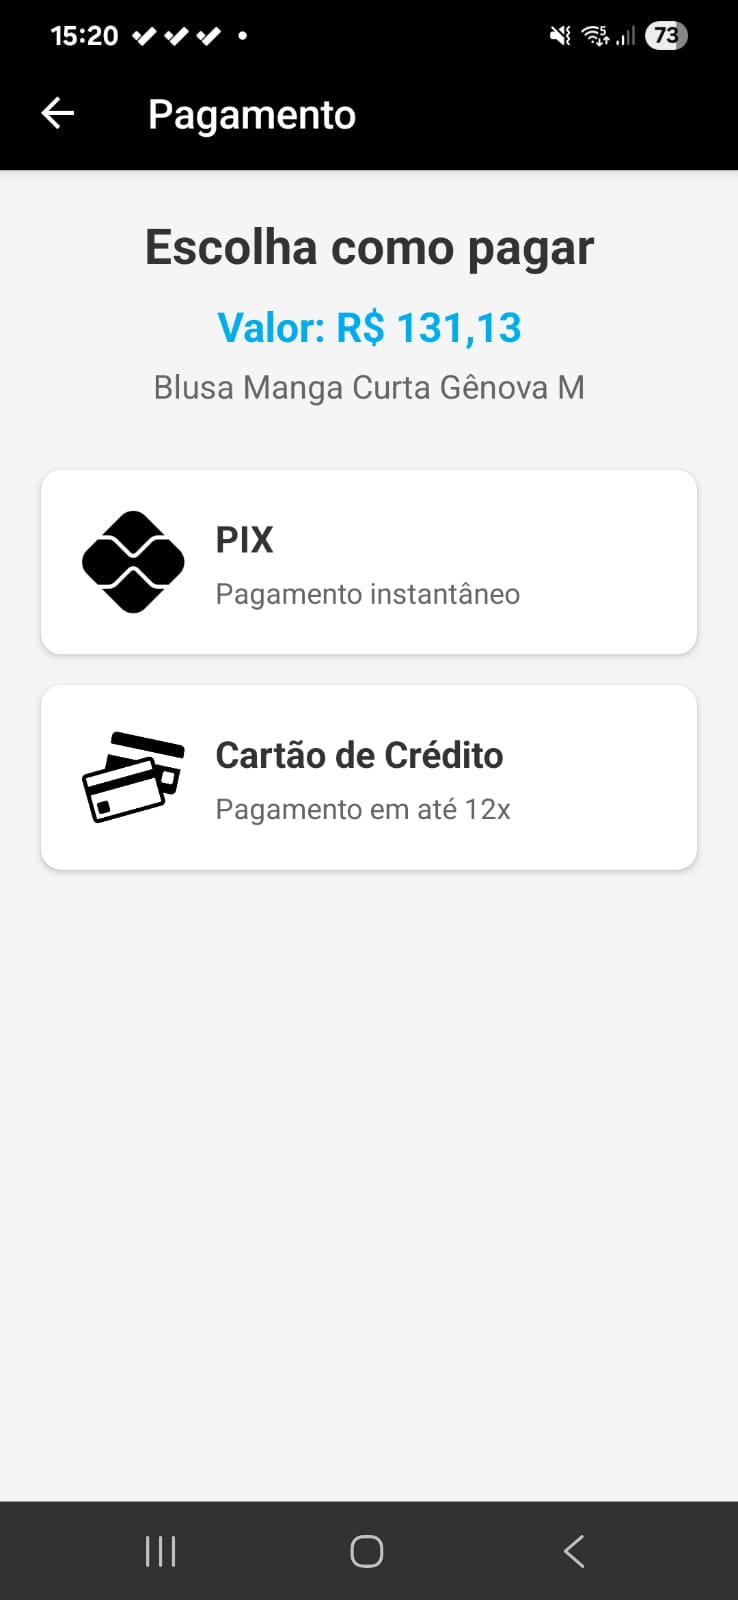 15:20
73
Pagamento
Escolha como pagar
Valor: R$ 131,13
Blusa Manga Curta Gênova M
PIX
Pagamento instantâneo
Cartão de Crédito
Pagamento em até 12x